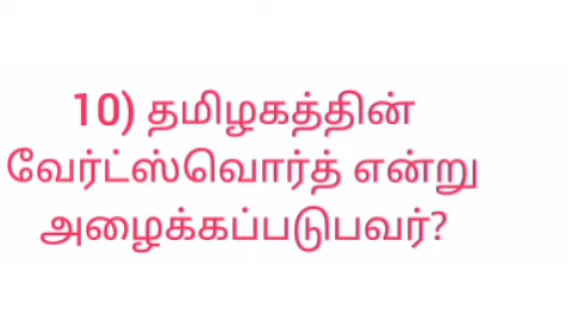 10) தமிழகத்தின்
வேர்ட்ஸ்வொர்த் என்று
அழைக்கப்படுபவர்?